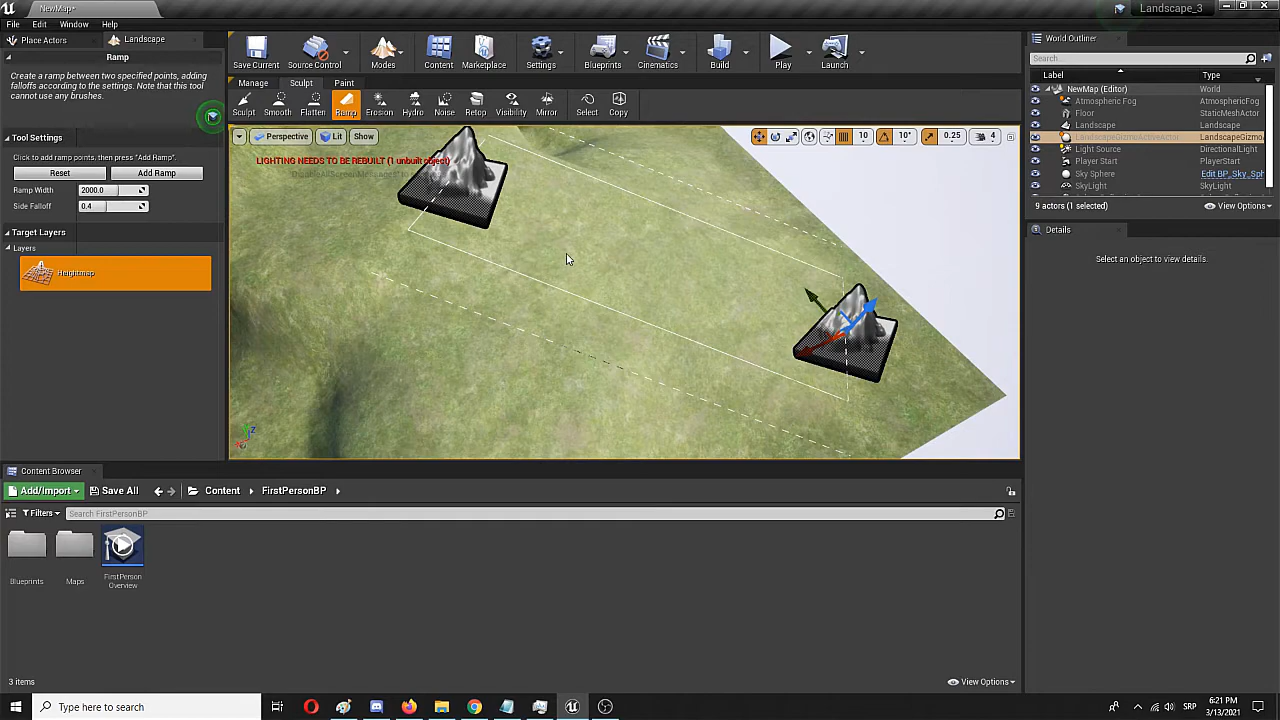 NewMap*
Landscape_3
File Edit Window Help
Place Actors
Landscape
Ramp
Create a ramp between two specified points, adding
falloffs according to the settings. Note that this tool
cannot use any brushes.
Tool Settings
Click to add ramp points, then press "Add Ramp".
Reset Add Ramp
Ramp Width 2000.0
Side Falloff 0.4
Target Layers
Layers
Heightmap
Save Current Source Control Modes Content Marketplace Settings Blueprints Cinematics Build Play Launch
Manage Sculpt Paint
Sculpt Smooth Flatten Ramp Erosion Hydro Noise Retop Visibility Mirror Select Copy
Perspective Lit Show
10 10° 0.25 4
LIGHTING NEEDS TO BE REBUILT (1 unbuilt object)
World Outliner
Search...
Label Type
NewMap (Editor) World
Atmospheric Fog AtmosphericFog
Floor StaticMeshActor
Landscape Landscape
LandscapeGizmoActiveActor LandscapeGizmo
Light Source DirectionalLight
Player Start PlayerStart
Sky Sphere Edit BP_Sky_Sph
SkyLight SkyLight
9 actors (1 selected) View Options
Details
Select an object to view details.
Content Browser
Add/Import Save All Content FirstPersonBP
Filters Search FirstPersonBP
Blueprints
Maps
FirstPerson
Overview
3 items View Options
Type here to search
SRP
6:21 PM
3/13/2021